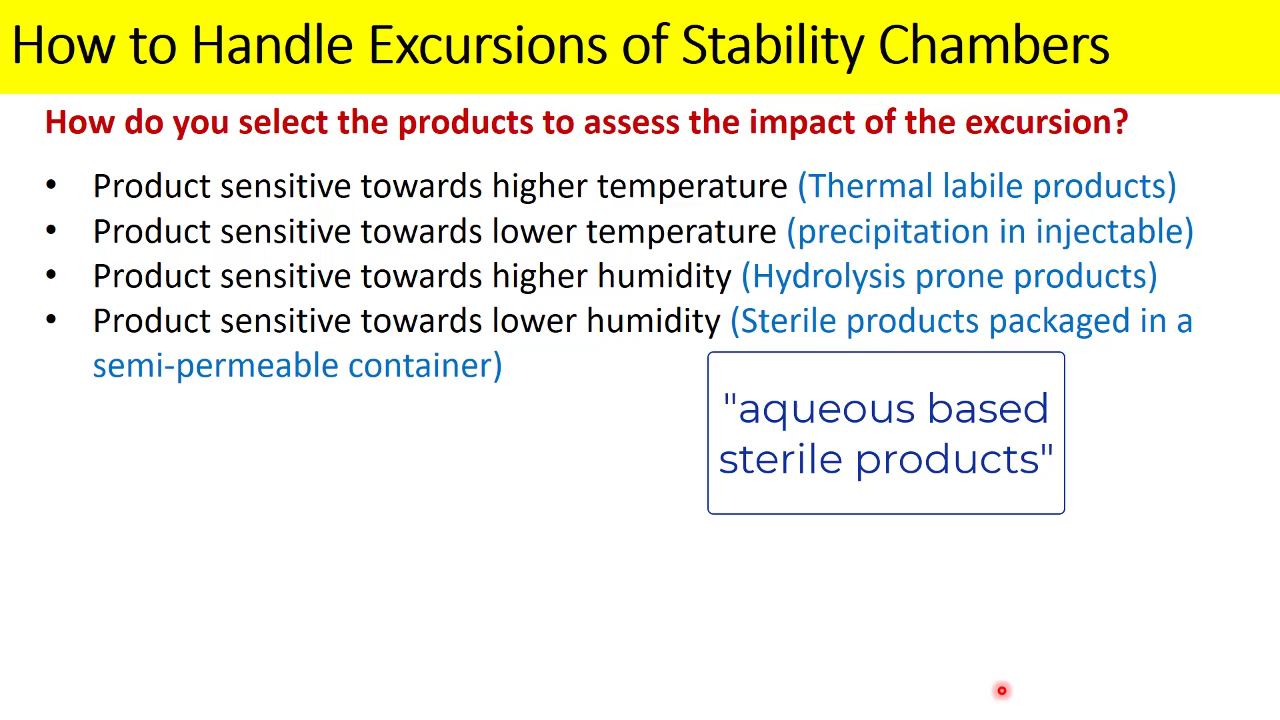 How to Handle Excursions of Stability Chambers
How do you select the products to assess the impact of the excursion?
• Product sensitive towards higher temperature (Thermal labile products)
• Product sensitive towards lower temperature (precipitation in injectable)
• Product sensitive towards higher humidity (Hydrolysis prone products)
• Product sensitive towards lower humidity (Sterile products packaged in a
semi-permeable container)
"aqueous based
sterile products"